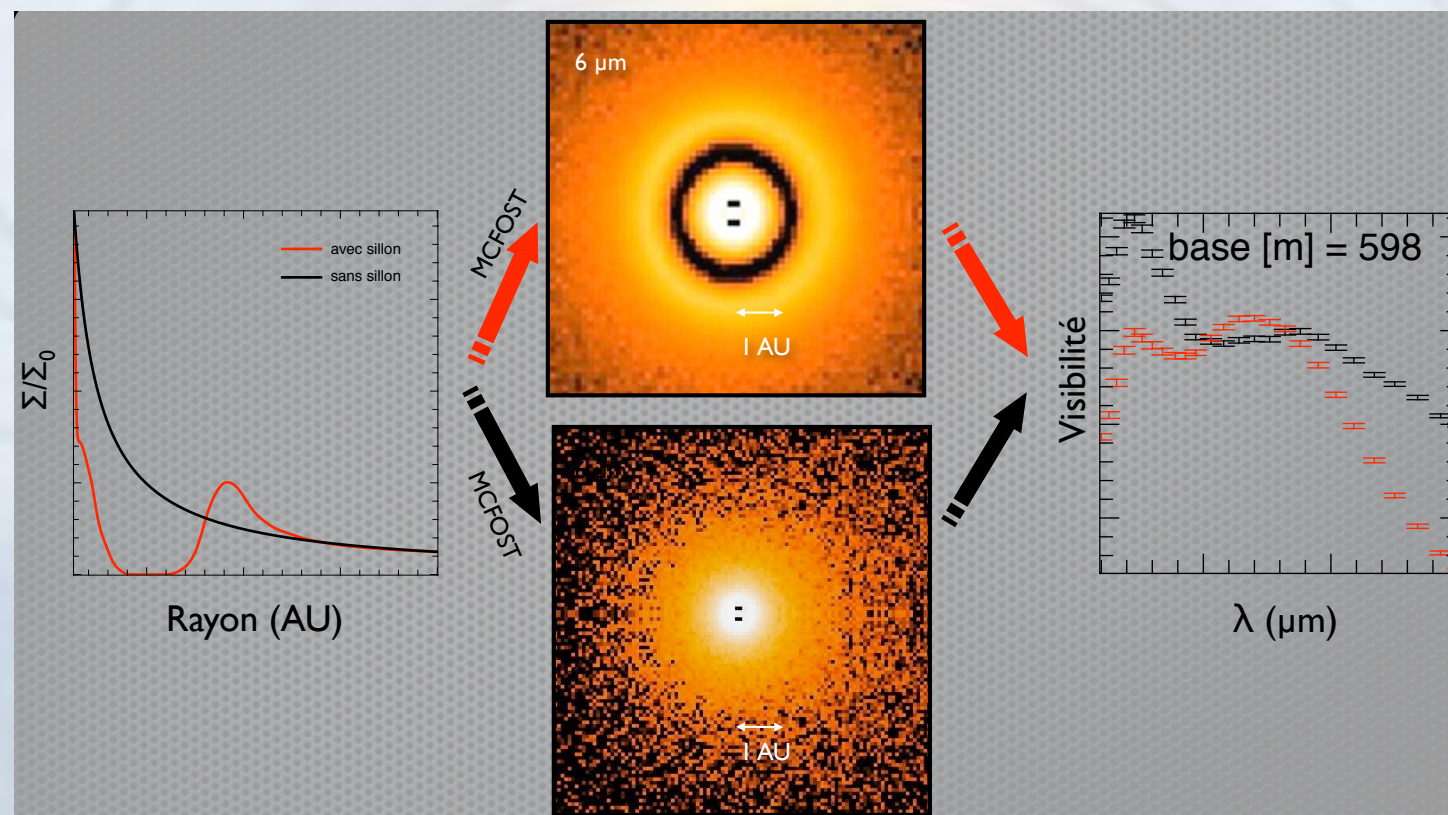 avec sillon
sans sillon
Σ/Σ₀
Rayon (AU)
MCFOST
MCFOST
6 µm
1 AU
1 AU
base [m] = 598
Visibilité
λ (µm)